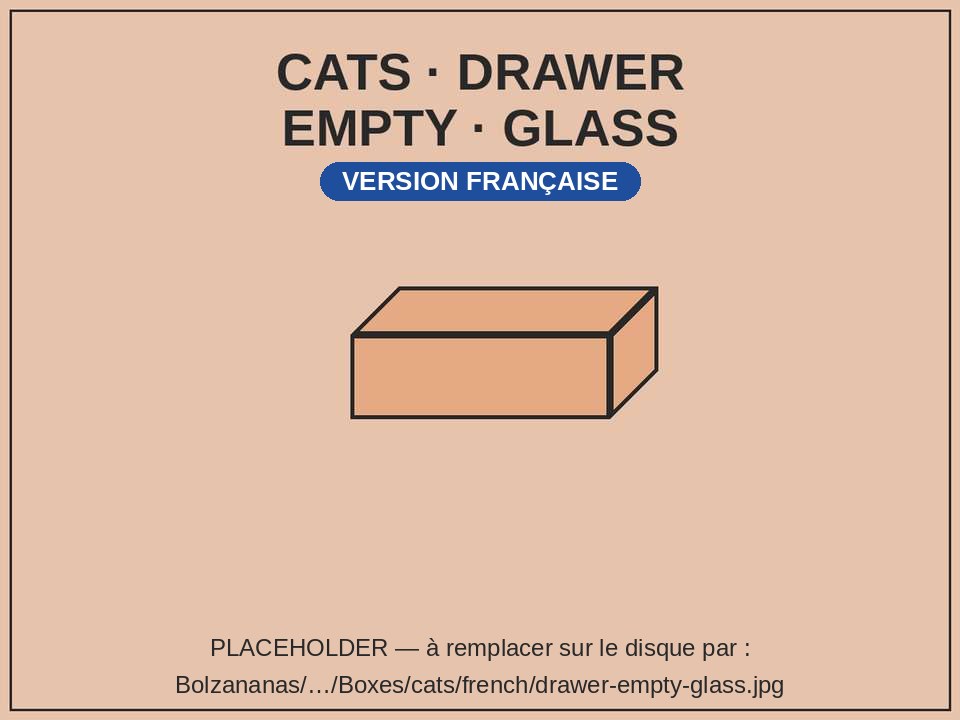 CATS · DRAWER
EMPTY · GLASS
VERSION FRANÇAISE
PLACEHOLDER — à remplacer sur le disque par :
Bolzananas/…/Boxes/cats/french/drawer-empty-glass.jpg